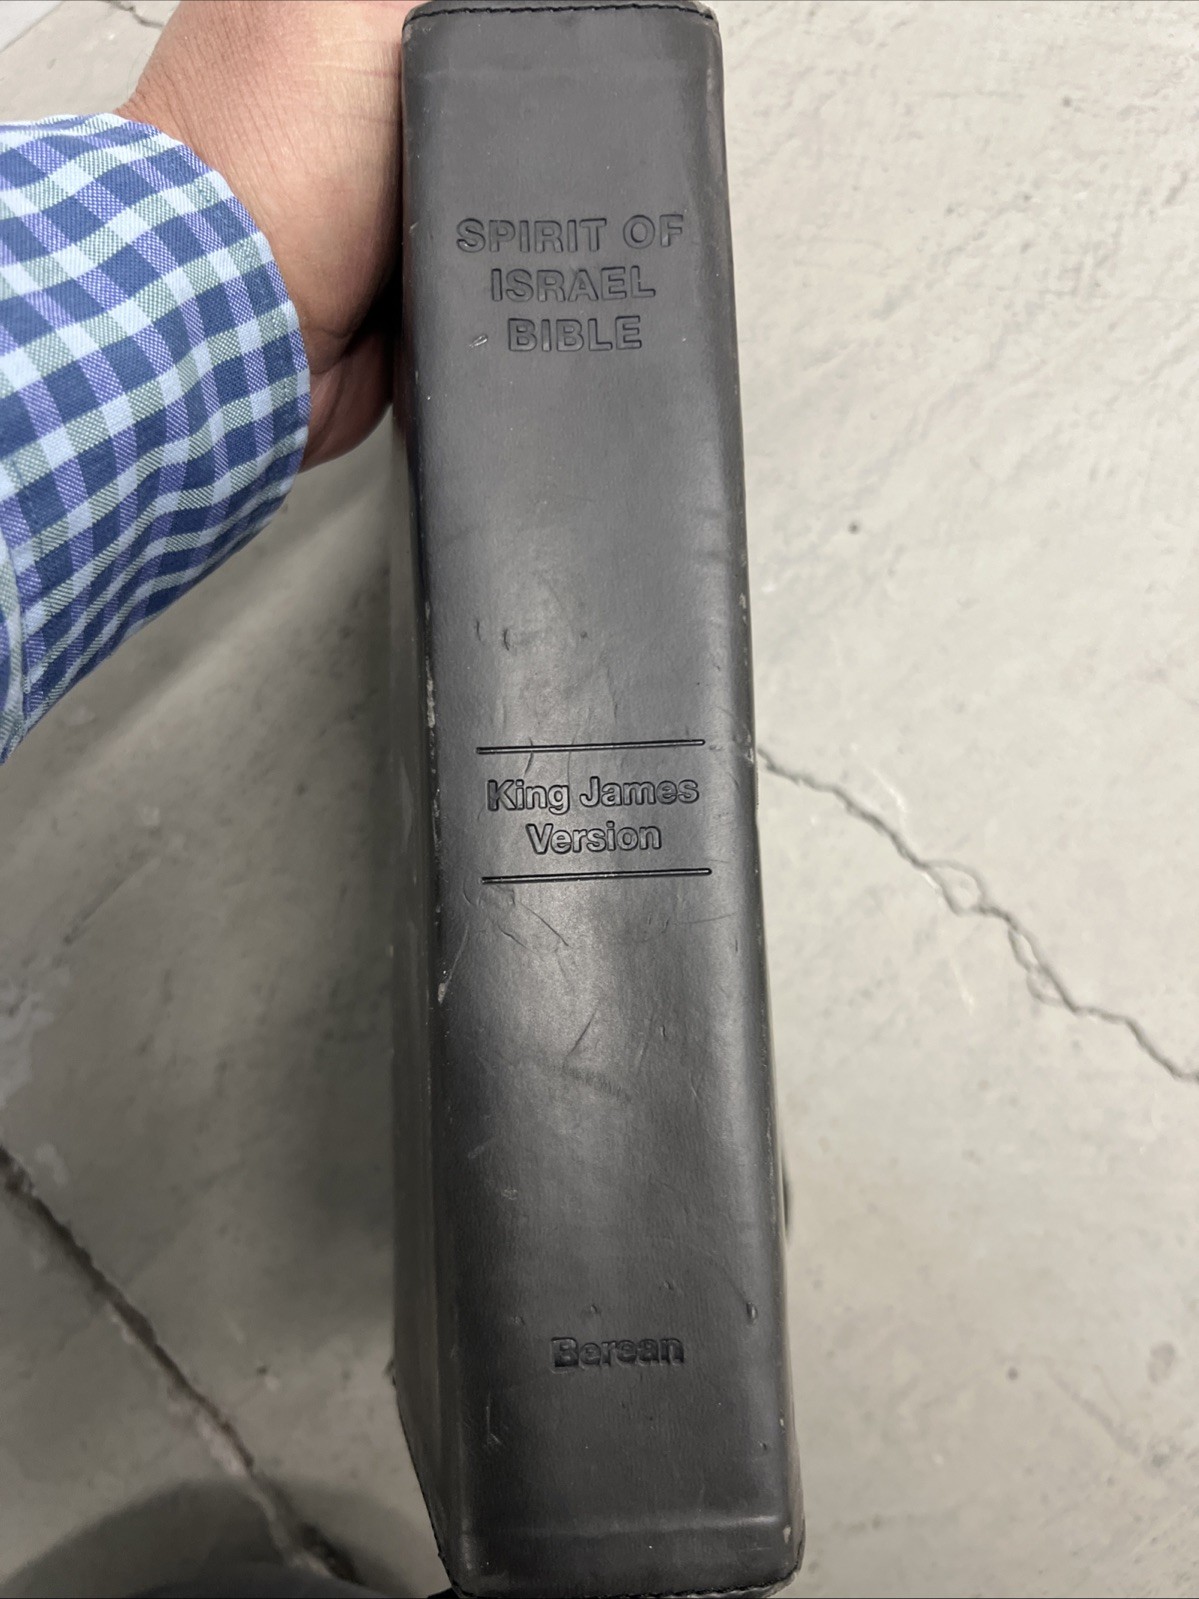 SPIRIT OF
ISRAEL
BIBLE
King James
Version
Berean